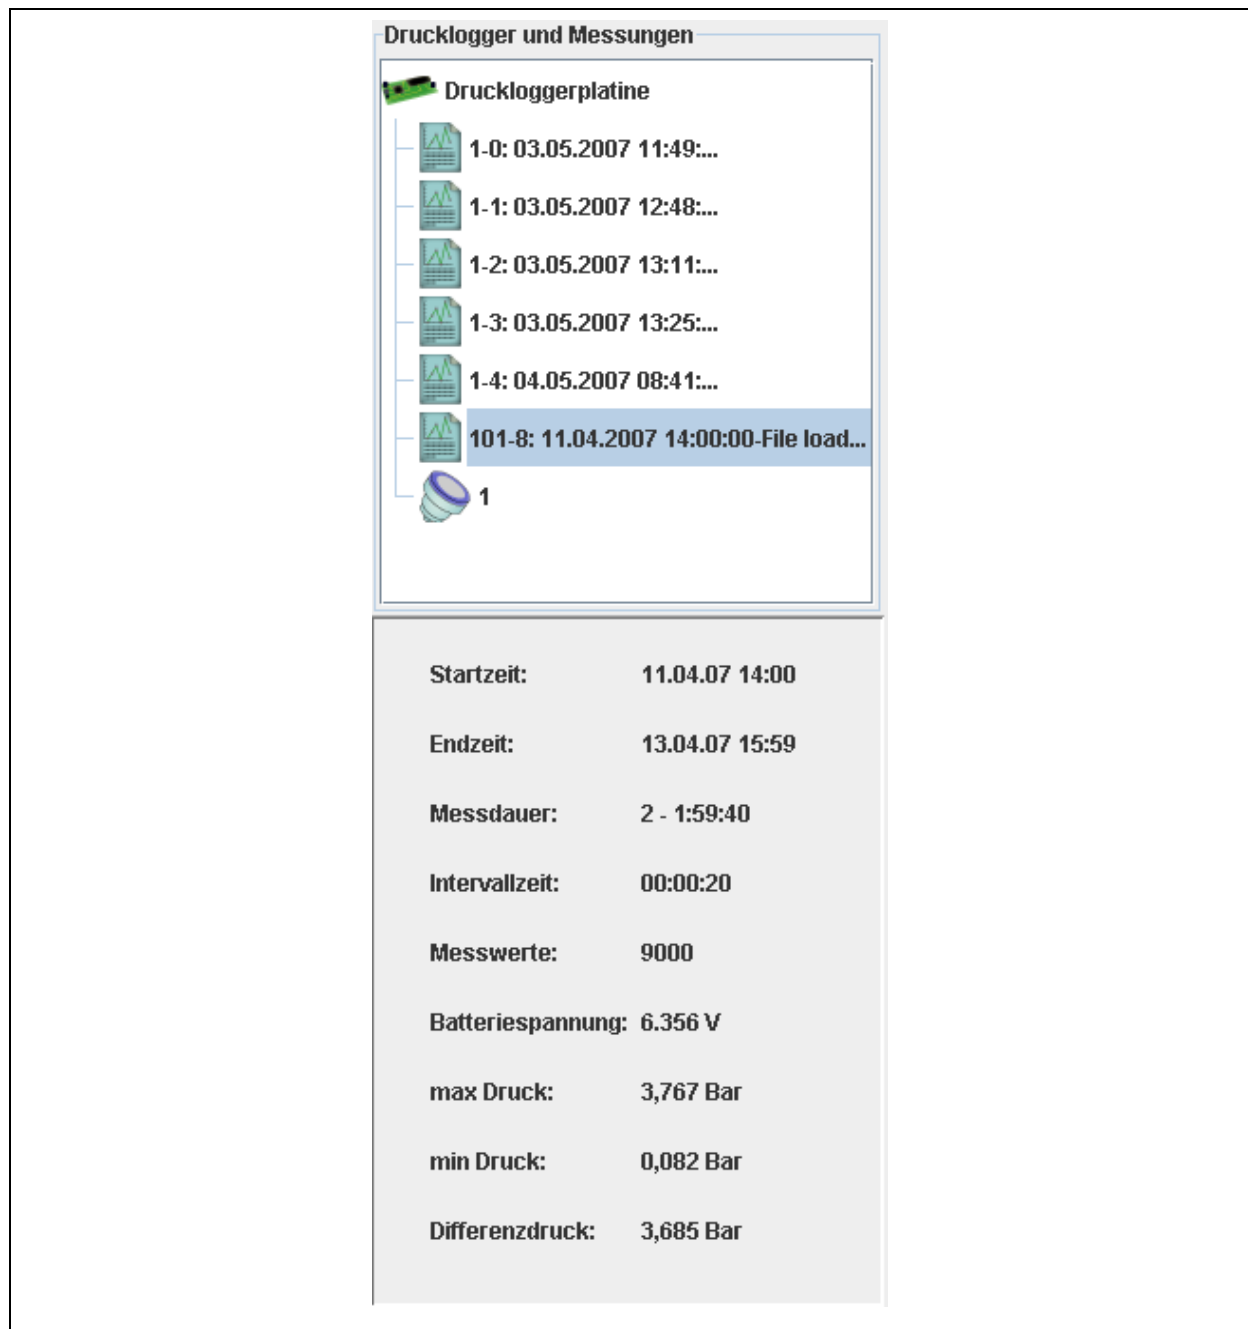 Drucklogger und Messungen
Druckloggerplatine
1-0: 03.05.2007 11:49:...
1-1: 03.05.2007 12:48:...
1-2: 03.05.2007 13:11:...
1-3: 03.05.2007 13:25:...
1-4: 04.05.2007 08:41:...
101-8: 11.04.2007 14:00:00-File load...
1
Startzeit: 11.04.07 14:00
Endzeit: 13.04.07 15:59
Messdauer: 2 - 1:59:40
Intervallzeit: 00:00:20
Messwerte: 9000
Batteriespannung: 6.356 V
max Druck: 3,767 Bar
min Druck: 0,082 Bar
Differenzdruck: 3,685 Bar